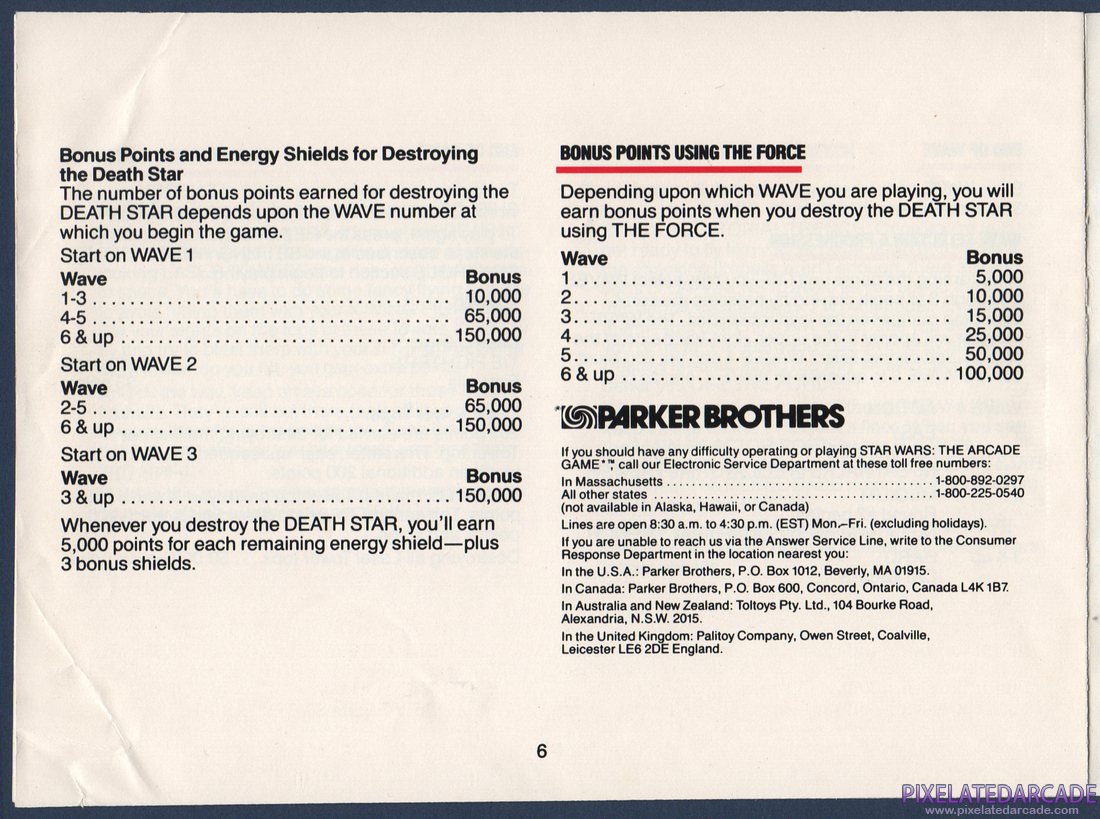 Bonus Points and Energy Shields for Destroying
the Death Star
The number of bonus points earned for destroying the
DEATH STAR depends upon the WAVE number at
which you begin the game.
Start on WAVE 1
Wave Bonus
1-3 . . . . . . . . . . . . . . . . . . . . . . . . . . . . . . 10,000
4-5 . . . . . . . . . . . . . . . . . . . . . . . . . . . . . . 65,000
6 & up . . . . . . . . . . . . . . . . . . . . . . . . . . . . 150,000
Start on WAVE 2
Wave Bonus
2-5 . . . . . . . . . . . . . . . . . . . . . . . . . . . . . . 65,000
6 & up . . . . . . . . . . . . . . . . . . . . . . . . . . . . 150,000
Start on WAVE 3
Wave Bonus
3 & up . . . . . . . . . . . . . . . . . . . . . . . . . . . . 150,000
Whenever you destroy the DEATH STAR, you'll earn
5,000 points for each remaining energy shield—plus
3 bonus shields.
BONUS POINTS USING THE FORCE
Depending upon which WAVE you are playing, you will
earn bonus points when you destroy the DEATH STAR
using THE FORCE.
Wave Bonus
1 . . . . . . . . . . . . . . . . . . . . . . . . . . . . . . . . 5,000
2 . . . . . . . . . . . . . . . . . . . . . . . . . . . . . . . . 10,000
3 . . . . . . . . . . . . . . . . . . . . . . . . . . . . . . . . 15,000
4 . . . . . . . . . . . . . . . . . . . . . . . . . . . . . . . . 25,000
5 . . . . . . . . . . . . . . . . . . . . . . . . . . . . . . . . 50,000
6 & up . . . . . . . . . . . . . . . . . . . . . . . . . . . . 100,000
PARKER BROTHERS
If you should have any difficulty operating or playing STAR WARS: THE ARCADE
GAME*™, call our Electronic Service Department at these toll free numbers:
In Massachusetts . . . . . . . . . . . . . . . . . . . . . . . . . . . . 1-800-892-0297
All other states . . . . . . . . . . . . . . . . . . . . . . . . . . . . 1-800-225-0540
(not available in Alaska, Hawaii, or Canada)
Lines are open 8:30 a.m. to 4:30 p.m. (EST) Mon.–Fri. (excluding holidays).
If you are unable to reach us via the Answer Service Line, write to the Consumer
Response Department in the location nearest you:
In the U.S.A.: Parker Brothers, P.O. Box 1012, Beverly, MA 01915.
In Canada: Parker Brothers, P.O. Box 600, Concord, Ontario, Canada L4K 1B7.
In Australia and New Zealand: Toltoys Pty. Ltd., 104 Bourke Road,
Alexandria, N.S.W. 2015.
In the United Kingdom: Palitoy Company, Owen Street, Coalville,
Leicester LE6 2DE England.
6
PIXELATEDARCADE
www.pixelatedarcade.com